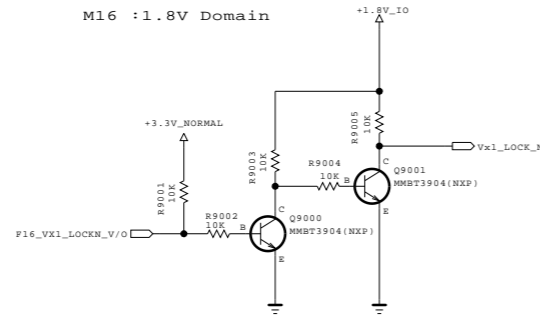 M16 :1.8V Domain
+1.8V_IO
R9005
10K
Vx1_LOCK_N
+3.3V_NORMAL
R9003
10K
R9004
10K
B
C
Q9001
MMBT3904(NXP)
E
R9001
10K
R9002
10K
B
C
Q9000
MMBT3904(NXP)
E
F16_VX1_LOCKN_V/O